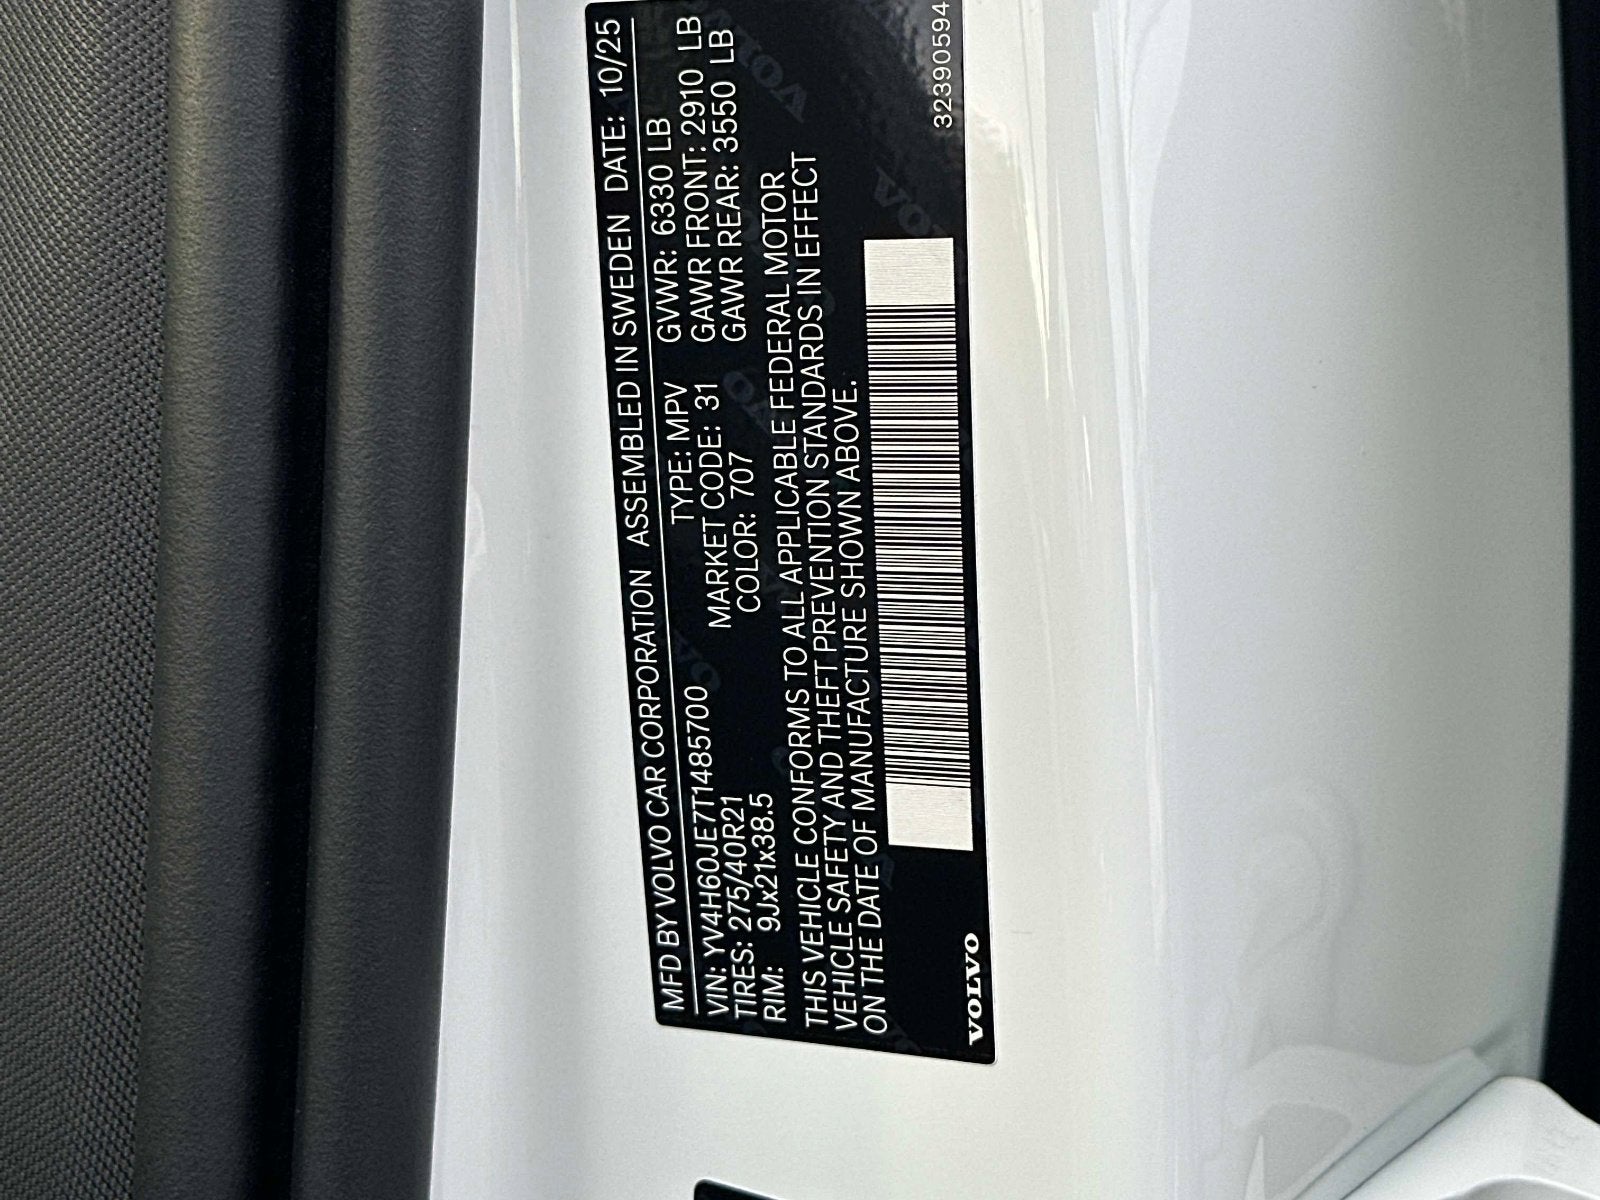 MFD BY VOLVO CAR CORPORATION ASSEMBLED IN SWEDEN DATE: 10/25
VIN: YV4H60JE7T1485700 TYPE: MPV GVWR: 6330 LB
TIRES: 275/40R21 MARKET CODE: 31 GAWR FRONT: 2910 LB
RIM: 9Jx21x38.5 COLOR: 707 GAWR REAR: 3550 LB
THIS VEHICLE CONFORMS TO ALL APPLICABLE FEDERAL MOTOR
VEHICLE SAFETY AND THEFT PREVENTION STANDARDS IN EFFECT
ON THE DATE OF MANUFACTURE SHOWN ABOVE.
VOLVO 32390594